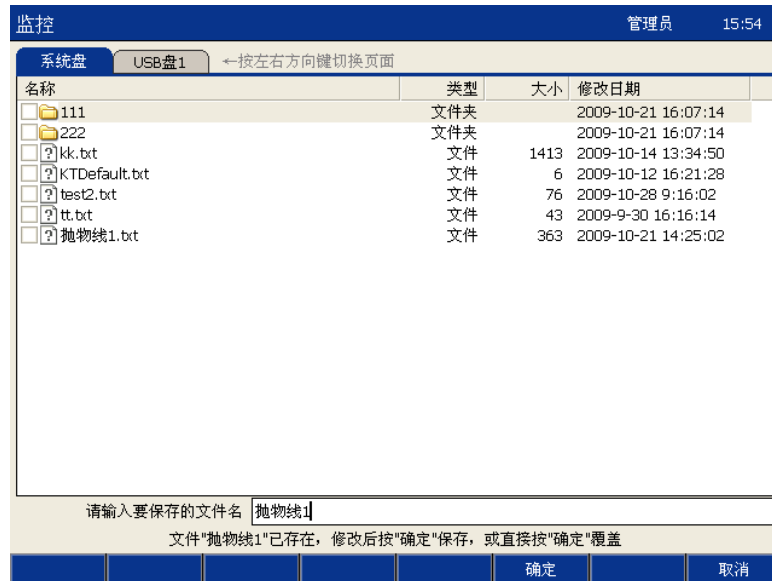 监控 管理员 15:54
系统盘 USB盘1 ←按左右方向键切换页面
名称 类型 大小 修改日期
111 文件夹 2009-10-21 16:07:14
222 文件夹 2009-10-21 16:07:14
kk.txt 文件 1413 2009-10-14 13:34:50
KTDefault.txt 文件 6 2009-10-12 16:21:28
test2.txt 文件 76 2009-10-28 9:16:02
tt.txt 文件 43 2009-9-30 16:16:14
抛物线1.txt 文件 363 2009-10-21 14:25:02
请输入要保存的文件名 抛物线1
文件"抛物线1"已存在，修改后按"确定"保存，或直接按"确定"覆盖
确定 取消